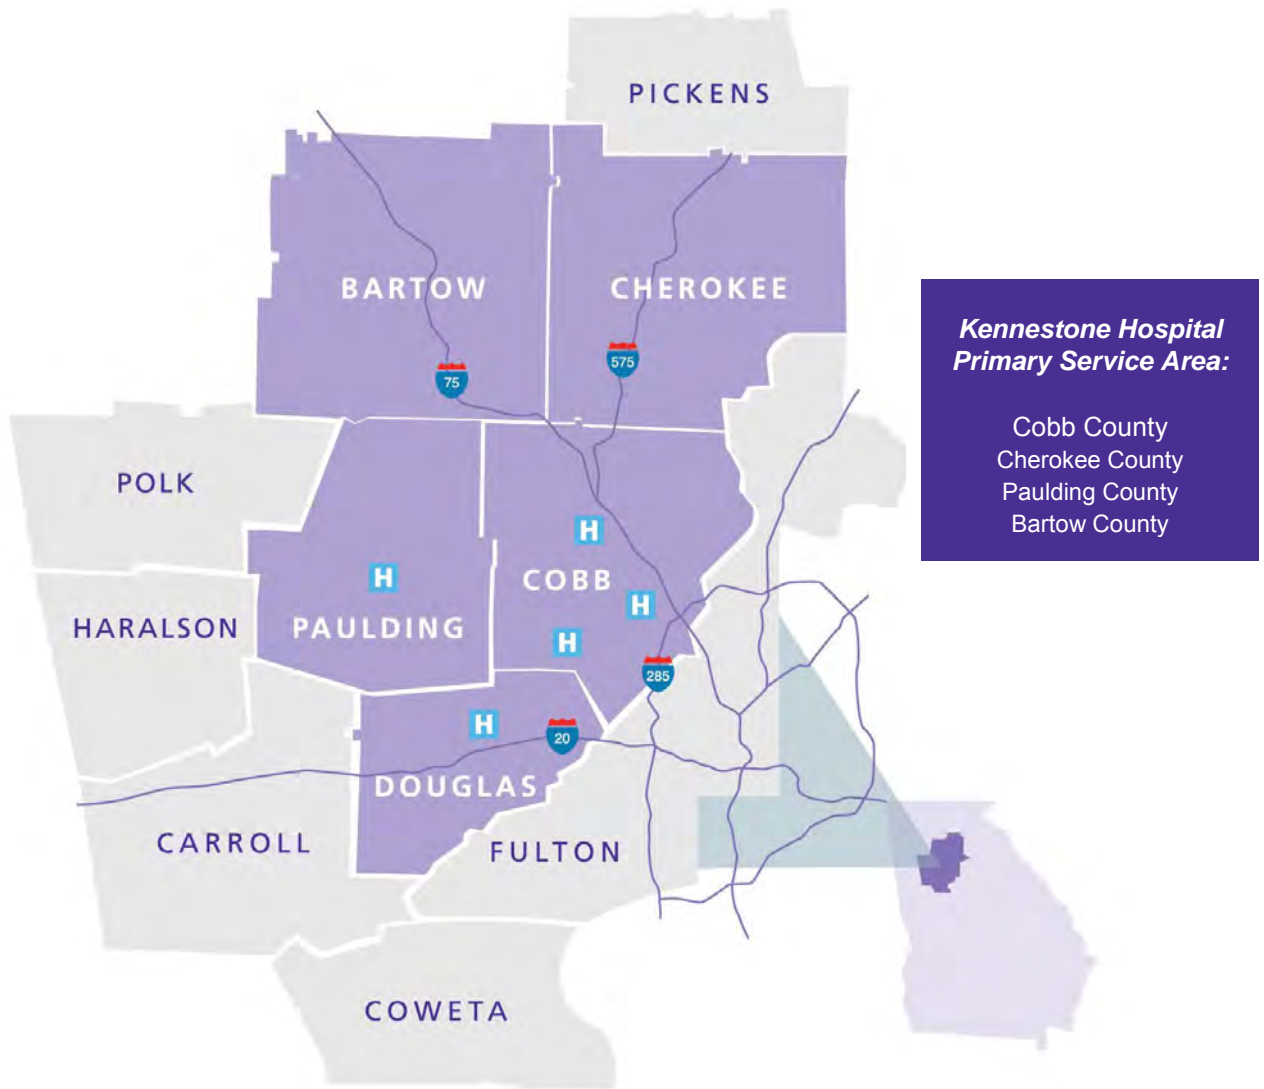 PICKENS
BARTOW
CHEROKEE
575
75
Kennestone Hospital
Primary Service Area:
Cobb County
Cherokee County
Paulding County
Bartow County
POLK
H
H
COBB
H
HARALSON
PAULDING
H
285
H
20
DOUGLAS
CARROLL
FULTON
COWETA